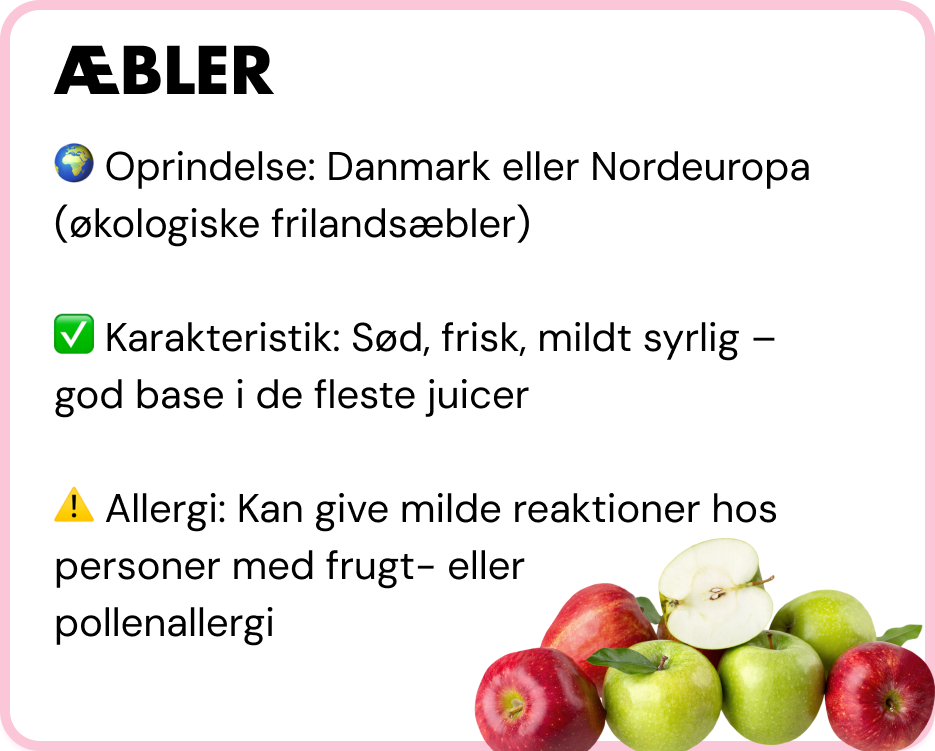 ÆBLER
🌍 Oprindelse: Danmark eller Nordeuropa
(økologiske frilandsæbler)
✅ Karakteristik: Sød, frisk, mildt syrlig –
god base i de fleste juicer
⚠️ Allergi: Kan give milde reaktioner hos
personer med frugt- eller
pollenallergi